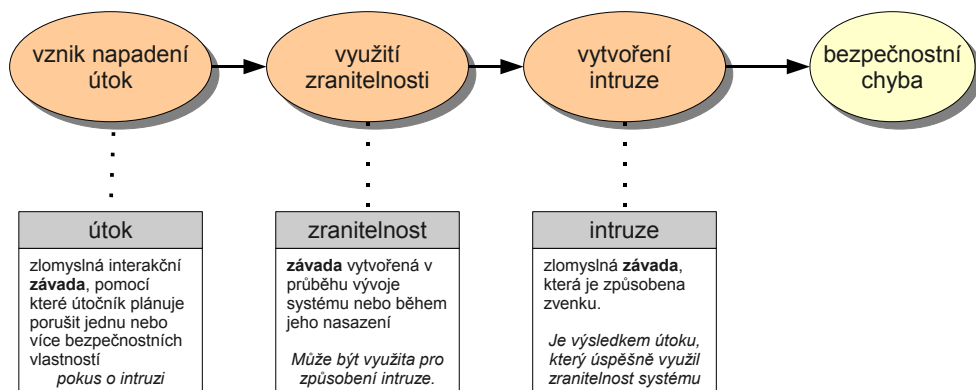 vznik napadení
útok
využití
zranitelnosti
vytvoření
intruze
bezpečnostní
chyba
útok
zlomyslná interakční
závada, pomocí
které útočník plánuje
porušit jednu nebo
více bezpečnostních
vlastností
pokus o intruzi
zranitelnost
závada vytvořená v
průběhu vývoje
systému nebo během
jeho nasazení
Může být využita pro
způsobení intruze.
intruze
zlomyslná závada,
která je způsobena
zvenku.
Je výsledkem útoku,
který úspěšně využil
zranitelnost systému